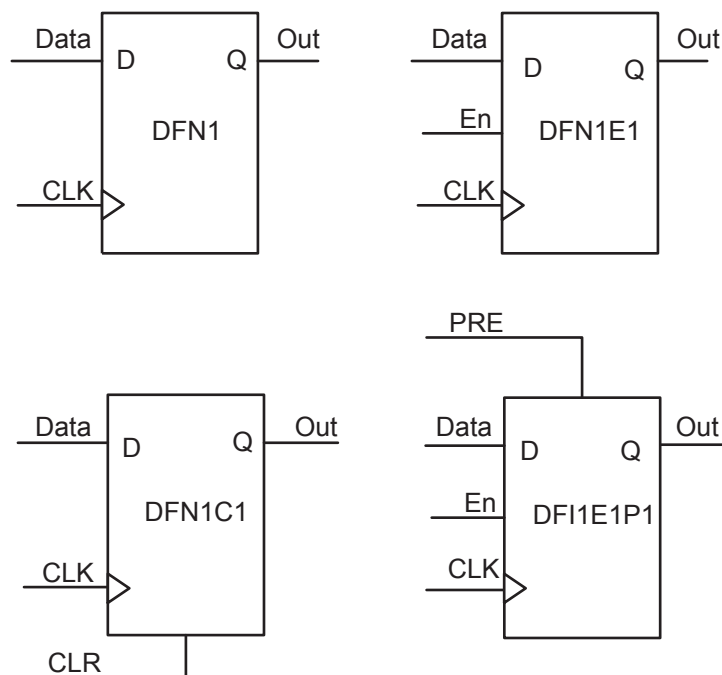 Data
D
Q
Out
DFN1
CLK
Data
D
Q
Out
En
DFN1E1
CLK
Data
D
Q
Out
DFN1C1
CLK
CLR
PRE
Data
D
Q
Out
En
DFI1E1P1
CLK